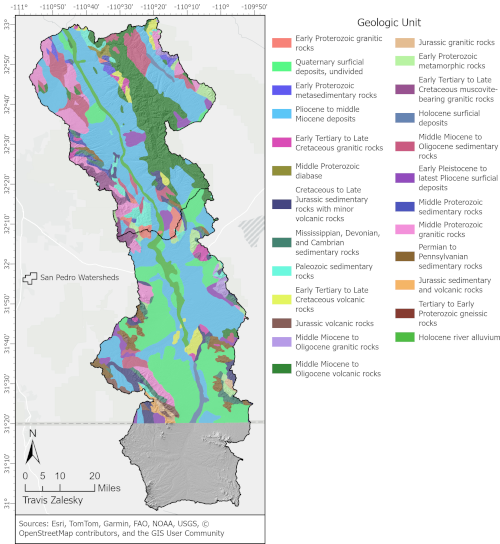 -111° -110°50' -110°40' -110°30' -110°20' -110°10' -110° -109°50'
33°
32°50'
32°40'
32°30'
32°20'
32°10'
32°
31°50'
31°40'
31°30'
31°20'
31°10'
31°
San Pedro Watersheds
N
0 5 10 20
Miles
Travis Zalesky
Sources: Esri, TomTom, Garmin, FAO, NOAA, USGS, ©
OpenStreetMap contributors, and the GIS User Community
Geologic Unit
Early Proterozoic granitic
rocks
Quaternary surficial
deposits, undivided
Early Proterozoic
metasedimentary rocks
Pliocene to middle
Miocene deposits
Early Tertiary to Late
Cretaceous granitic rocks
Middle Proterozoic
diabase
Cretaceous to Late
Jurassic sedimentary
rocks with minor
volcanic rocks
Mississippian, Devonian,
and Cambrian
sedimentary rocks
Paleozoic sedimentary
rocks
Early Tertiary to Late
Cretaceous volcanic
rocks
Jurassic volcanic rocks
Middle Miocene to
Oligocene granitic rocks
Middle Miocene to
Oligocene volcanic rocks
Jurassic granitic rocks
Early Proterozoic
metamorphic rocks
Early Tertiary to Late
Cretaceous muscovite-
bearing granitic rocks
Holocene surficial
deposits
Middle Miocene to
Oligocene sedimentary
rocks
Early Pleistocene to
latest Pliocene surficial
deposits
Middle Proterozoic
sedimentary rocks
Middle Proterozoic
granitic rocks
Permian to
Pennsylvanian
sedimentary rocks
Jurassic sedimentary
and volcanic rocks
Tertiary to Early
Proterozoic gneissic
rocks
Holocene river alluvium